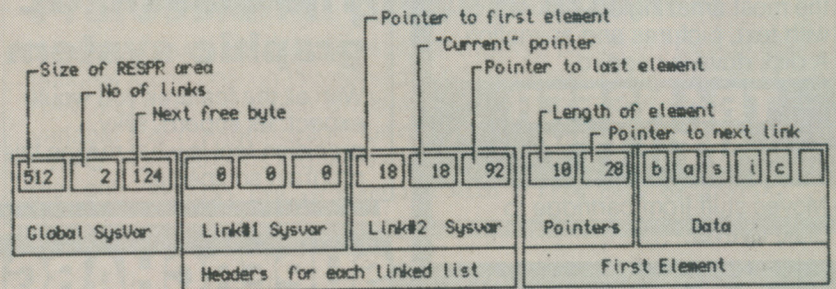 Pointer to first element
"Current" pointer
Size of RESPR area
Pointer to last element
No of links
Length of element
Next free byte
Pointer to next link
512 2 124 0 0 0 18 18 92 10 28 b a s i c
Global SysVar Link#1 Sysvar Link#2 Sysvar Pointers Data
Headers for each linked list First Element